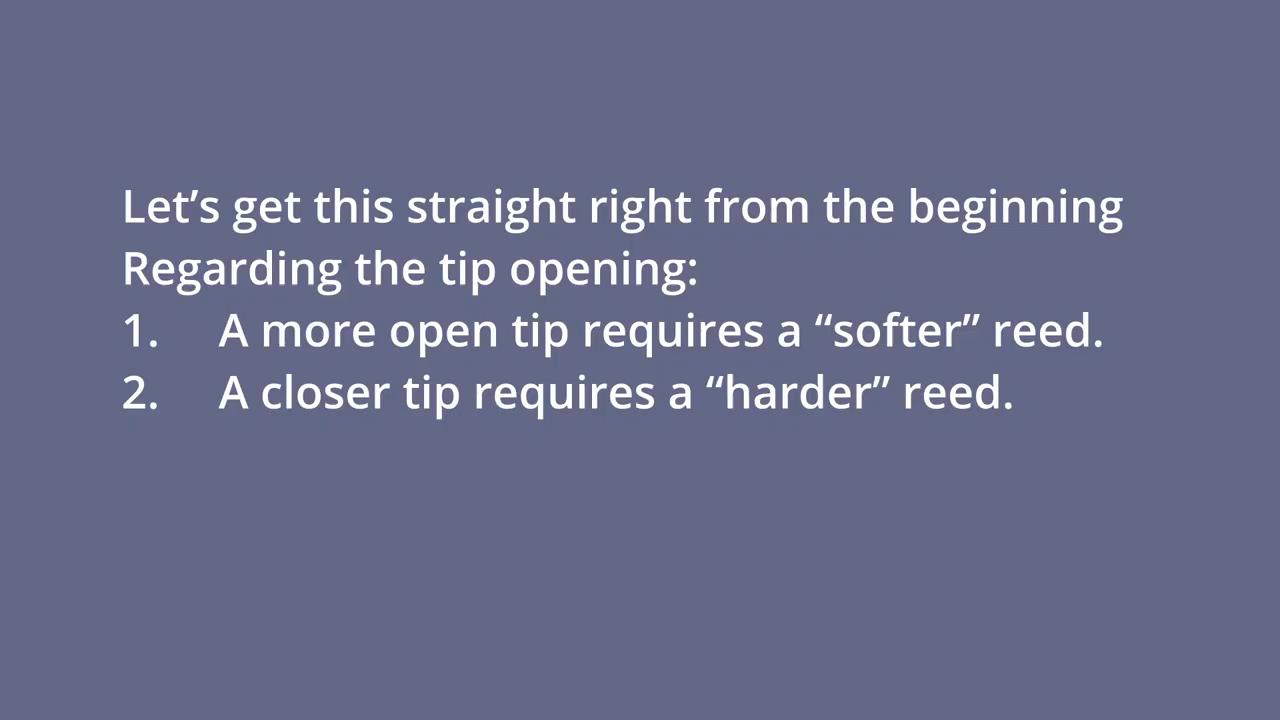 Let’s get this straight right from the beginning
Regarding the tip opening:
1. A more open tip requires a “softer” reed.
2. A closer tip requires a “harder” reed.